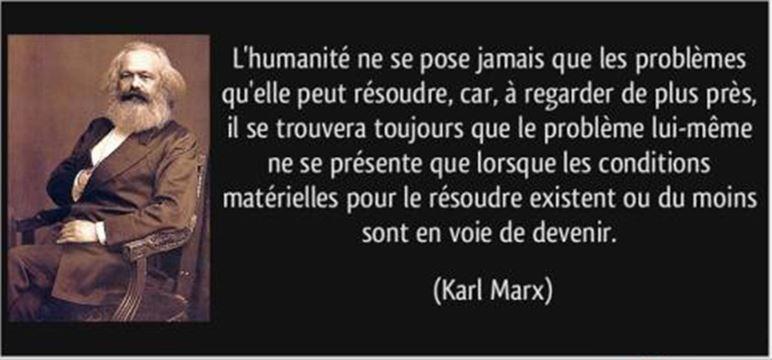 L'humanité ne se pose jamais que les problèmes
qu'elle peut résoudre, car, à regarder de plus près,
il se trouvera toujours que le problème lui-même
ne se présente que lorsque les conditions
matérielles pour le résoudre existent ou du moins
sont en voie de devenir.
(Karl Marx)